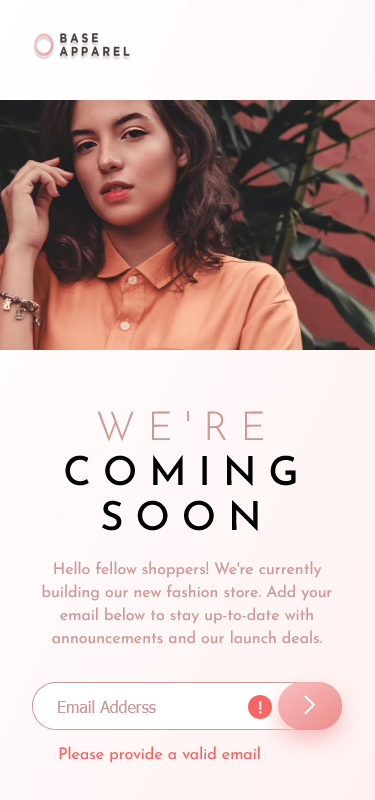 BASE
APPAREL
WE'RE
COMING
SOON
Hello fellow shoppers! We're currently
building our new fashion store. Add your
email below to stay up-to-date with
announcements and our launch deals.
Email Adderss
!
Please provide a valid email